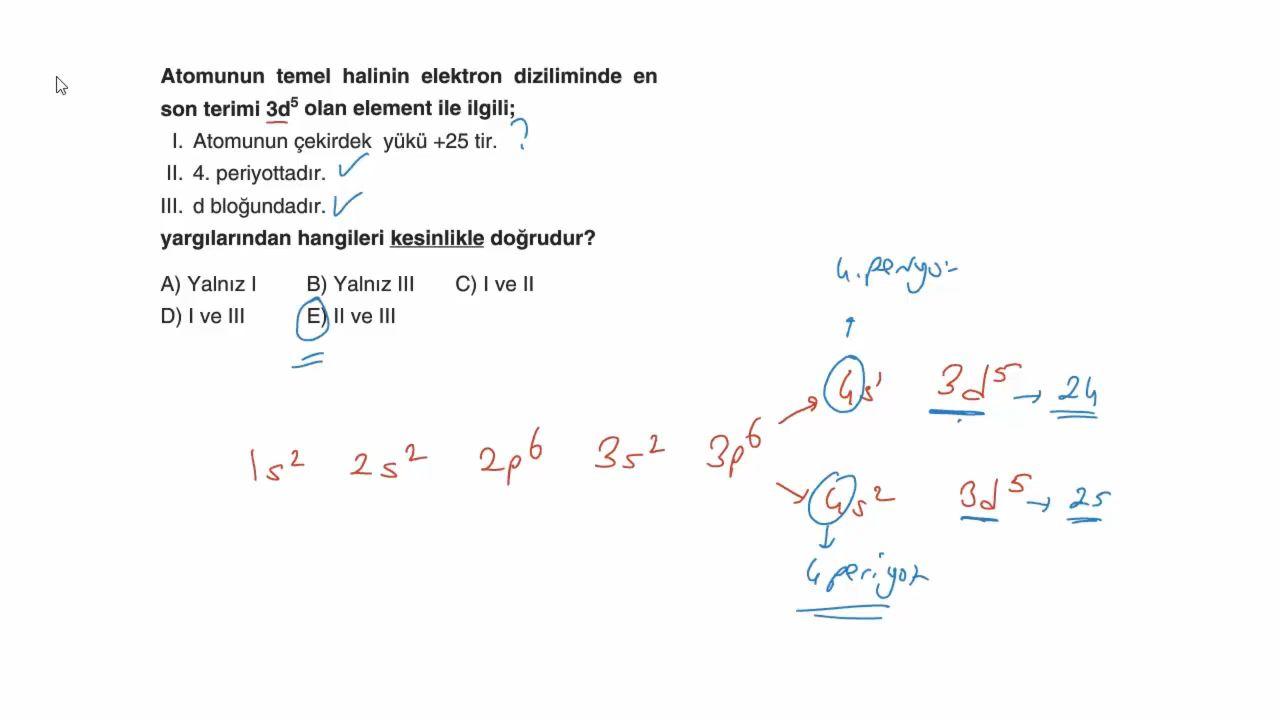 Atomunun temel halinin elektron diziliminde en
son terimi 3d⁵ olan element ile ilgili;
I. Atomunun çekirdek yükü +25 tir. ?
II. 4. periyottadır. ✓
III. d bloğundadır. ✓
yargılarından hangileri kesinlikle doğrudur?
A) Yalnız I B) Yalnız III C) I ve II
D) I ve III E) II ve III
4. periyot
4s¹ 3d⁵ → 24
1s² 2s² 2p⁶ 3s² 3p⁶
4s² 3d⁵ → 25
4 periyot